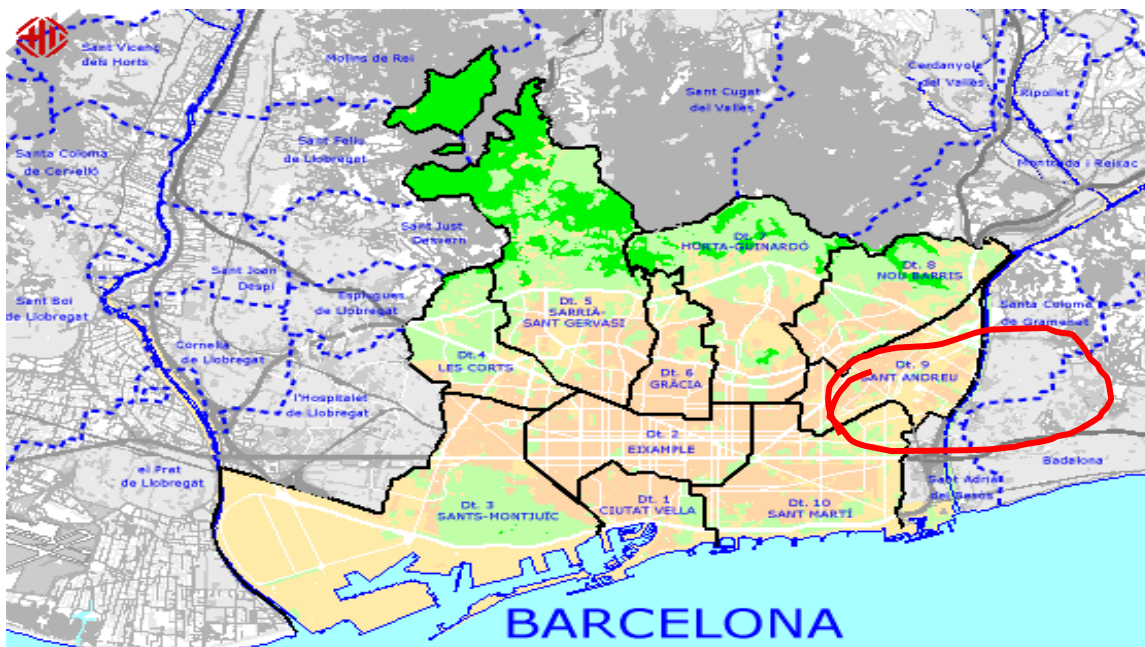 Sant Vicenç
dels Horts
Molins de Rei
Cerdanyola
del Vallès
Ripollet
Sant Cugat
del Vallès
Santa Coloma
de Cervelló
Sant Feliu
de Llobregat
Montcada i Reixac
Sant Just
Desvern
Dt. 7
HORTA-GUINARDÓ
Dt. 8
NOU BARRIS
Sant Joan
Despí
Sant Boi
de Llobregat
Esplugues
de Llobregat
Dt. 5
SARRIÀ-
SANT GERVASI
Santa Coloma
de Gramenet
Cornellà
de Llobregat
Dt.4
LES CORTS
Dt. 6
GRÀCIA
Dt. 9
SANT ANDREU
l'Hospitalet
de Llobregat
Dt. 2
EIXAMPLE
Badalona
el Prat
de Llobregat
Sant Adrià
del Besòs
Dt. 3
SANTS-MONTJUÏC
Dt. 1
CIUTAT VELLA
Dt. 10
SANT MARTÍ
BARCELONA